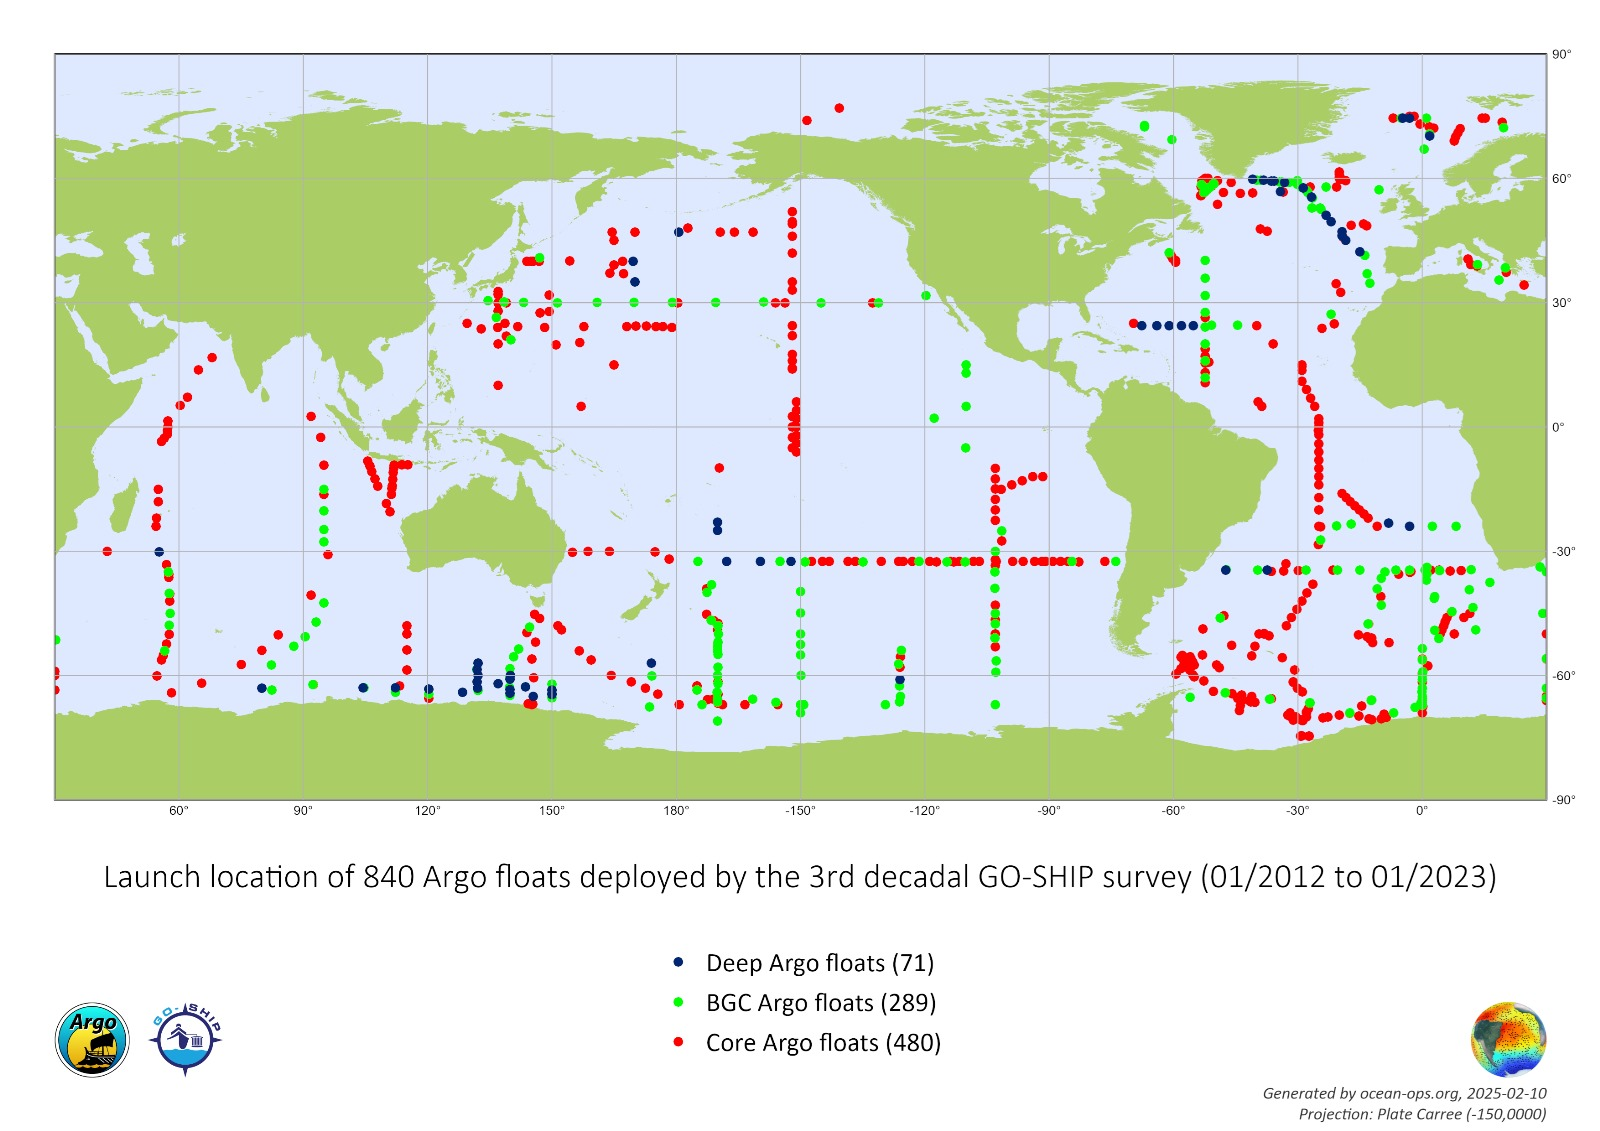 90°
60°
30°
0°
-30°
-60°
-90°
60° 90° 120° 150° 180° -150° -120° -90° -60° -30° 0°
Launch location of 840 Argo floats deployed by the 3rd decadal GO-SHIP survey (01/2012 to 01/2023)
Deep Argo floats (71)
BGC Argo floats (289)
Core Argo floats (480)
Argo
GO-SHIP
Generated by ocean-ops.org, 2025-02-10
Projection: Plate Carree (-150,0000)